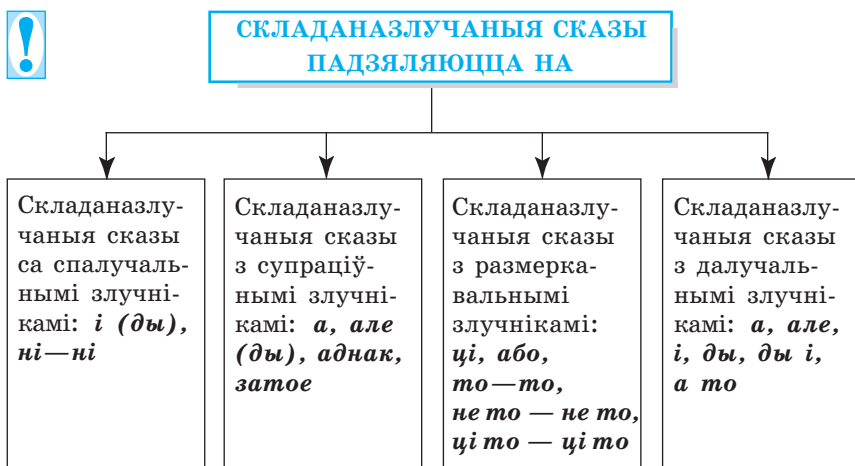 !
СКЛАДАНАЗЛУЧАНЫЯ СКАЗЫ
ПАДЗЯЛЯЮЦЦА НА
Складаназлу-
чаныя сказы
са спалучаль-
нымі злучні-
камі: і (ды),
ні—ні
Складаназлу-
чаныя сказы
з супраціў-
нымі злучні-
камі: а, але
(ды), аднак,
затое
Складаназлу-
чаныя сказы
з размерка-
вальнымі
злучнікамі:
ці, або,
то—то,
не то — не то,
ці то — ці то
Складаназлу-
чаныя сказы
з далучаль-
нымі злучні-
камі: а, але,
і, ды, ды і,
а то